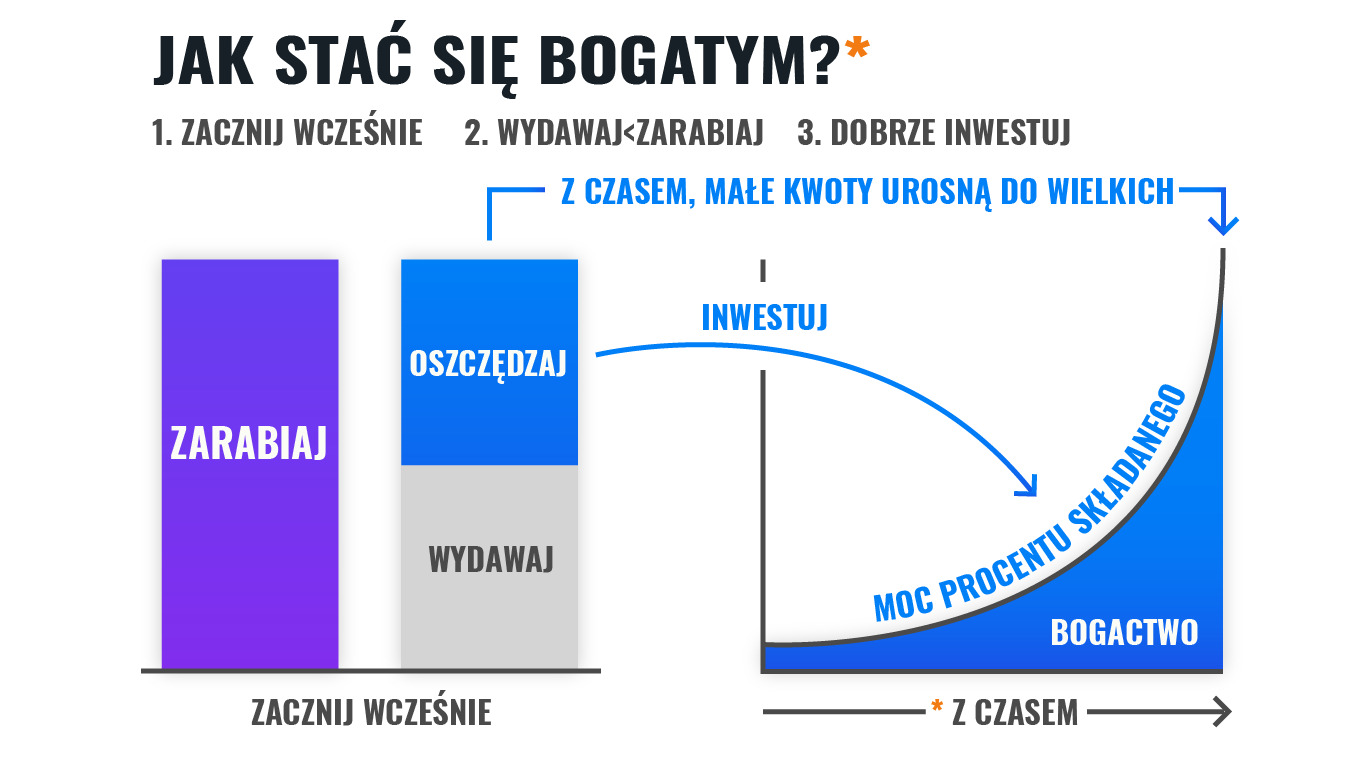 JAK STAĆ SIĘ BOGATYM?*
1. ZACZNIJ WCZEŚNIE 2. WYDAWAJ<ZARABIAJ 3. DOBRZE INWESTUJ
Z CZASEM, MAŁE KWOTY UROSNĄ DO WIELKICH
ZARABIAJ
OSZCZĘDZAJ
WYDAWAJ
ZACZNIJ WCZEŚNIE
INWESTUJ
MOC PROCENTU SKŁADANEGO
BOGACTWO
* Z CZASEM